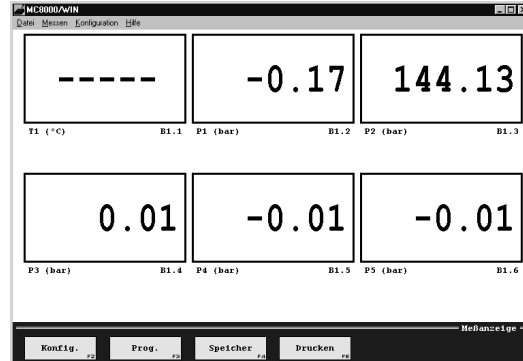 MC8000/WIN
Datei Messen Konfiguration Hilfe
----- -0.17 144.13
T1 (°C) B1.1 P1 (bar) B1.2 P2 (bar) B1.3
0.01 -0.01 -0.01
P3 (bar) B1.4 P4 (bar) B1.5 P5 (bar) B1.6
Meßanzeige
Konfig. F2 Prog. F3 Speicher F4 Drucken